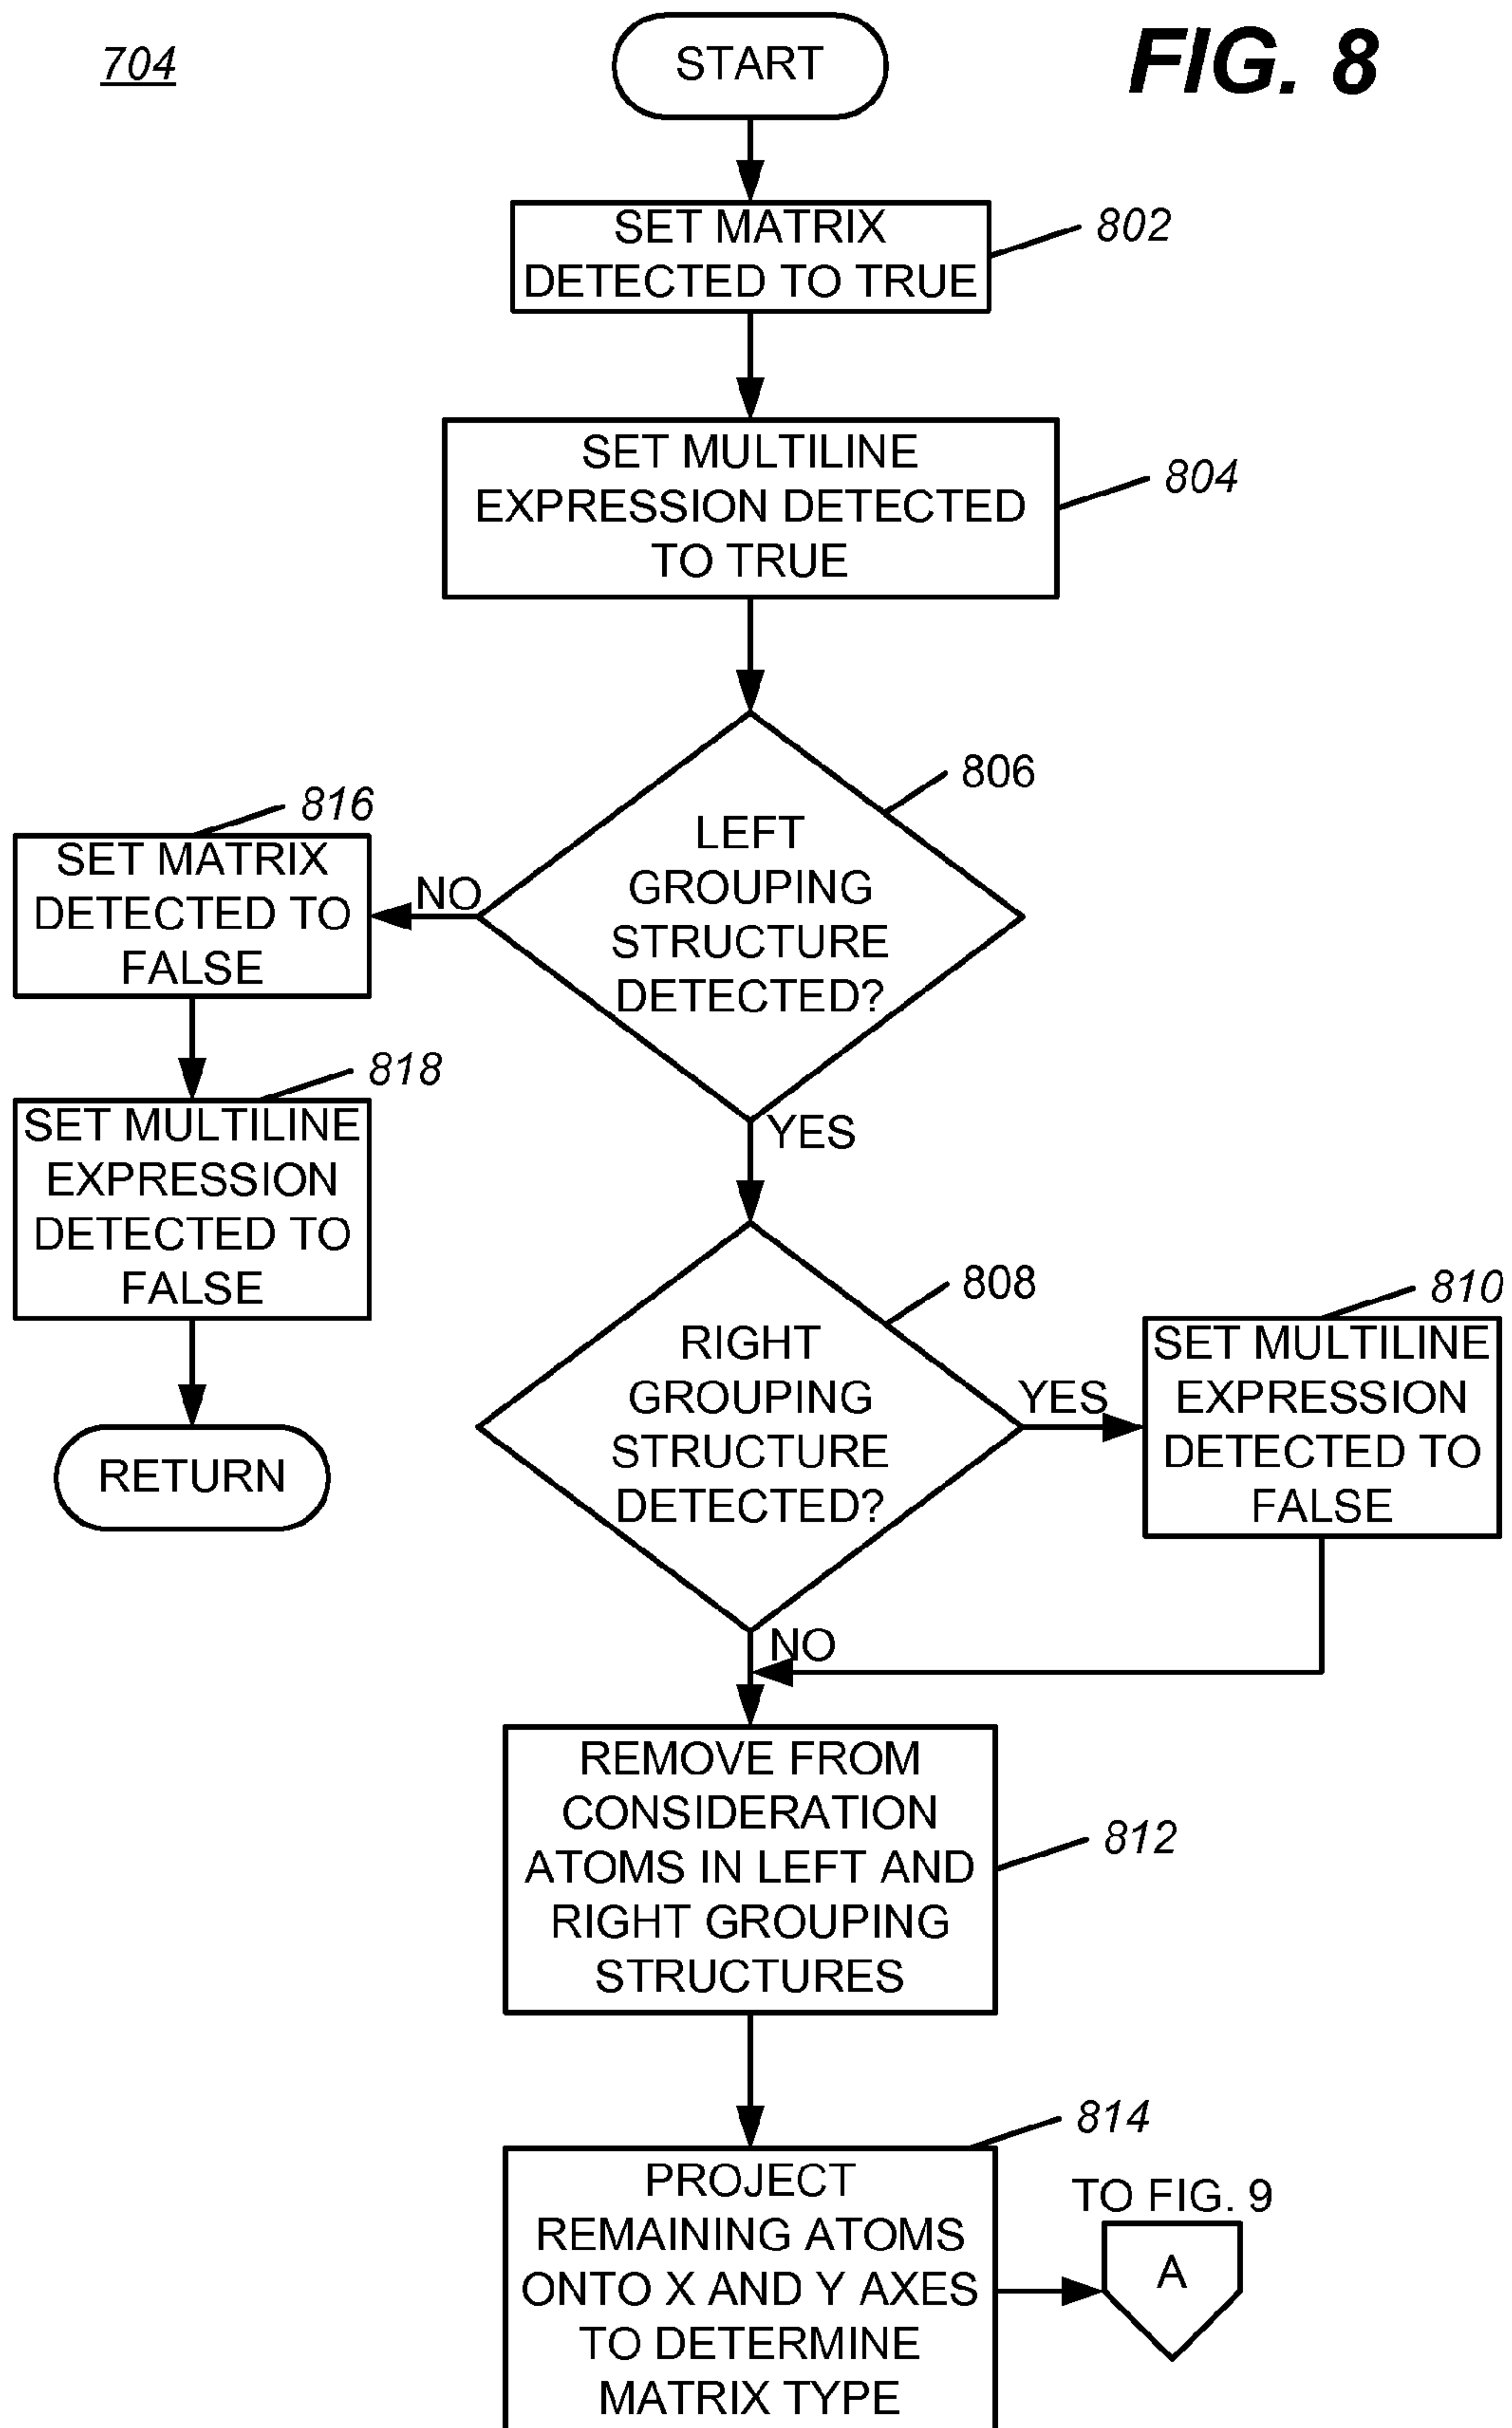 704
START
FIG. 8
SET MATRIX
DETECTED TO TRUE
802
SET MULTILINE
EXPRESSION DETECTED
TO TRUE
804
806
LEFT
GROUPING
STRUCTURE
DETECTED?
NO
816
SET MATRIX
DETECTED TO
FALSE
818
SET MULTILINE
EXPRESSION
DETECTED TO
FALSE
RETURN
YES
808
RIGHT
GROUPING
STRUCTURE
DETECTED?
YES
810
SET MULTILINE
EXPRESSION
DETECTED TO
FALSE
NO
REMOVE FROM
CONSIDERATION
ATOMS IN LEFT AND
RIGHT GROUPING
STRUCTURES
812
814
PROJECT
REMAINING ATOMS
ONTO X AND Y AXES
TO DETERMINE
MATRIX TYPE
TO FIG. 9
A